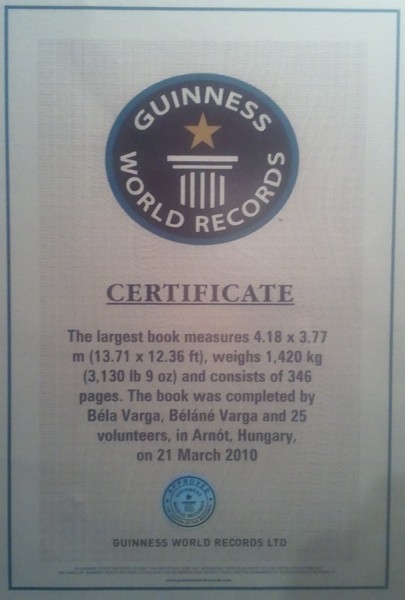 GUINNESS
WORLD RECORDS
CERTIFICATE
The largest book measures 4.18 x 3.77
m (13.71 x 12.36 ft), weighs 1,420 kg
(3,130 lb 9 oz) and consists of 346
pages. The book was completed by
Béla Varga, Béláné Varga and 25
volunteers, in Arnót, Hungary,
on 21 March 2010
APPROVED
GUINNESS WORLD RECORDS LTD